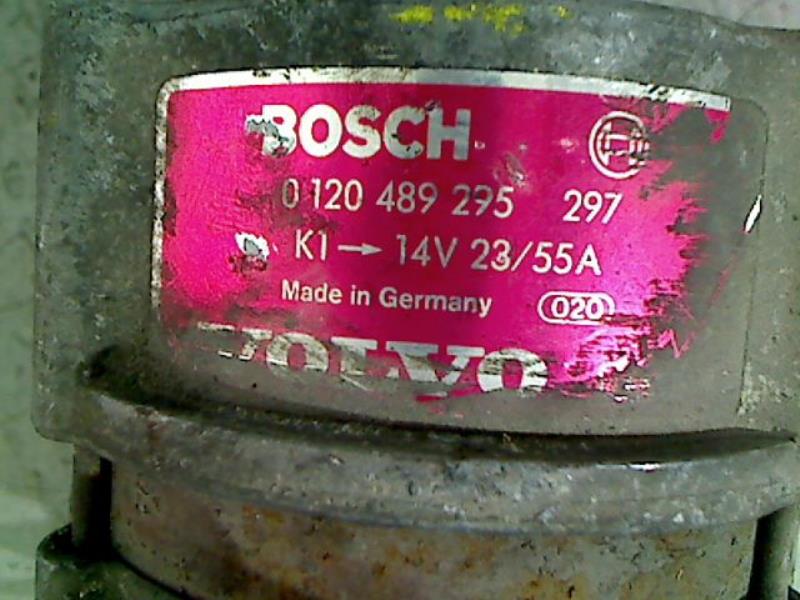 BOSCH
0 120 489 295 297
K1→ 14V 23/55A
Made in Germany 020
VOLVO